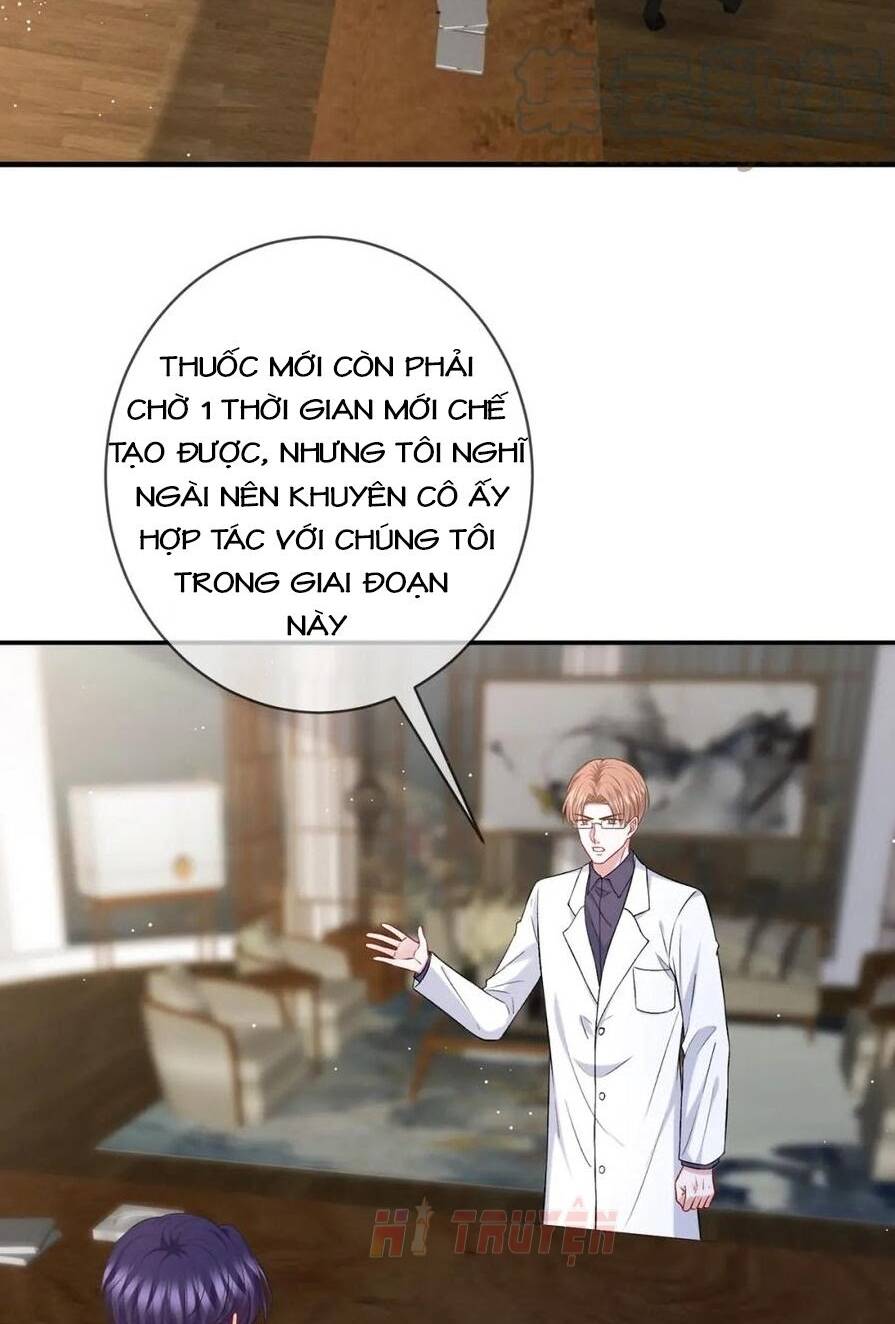 THUỐC MỚI CÒN PHẢI
CHỜ 1 THỜI GIAN MỚI CHẾ
TẠO ĐƯỢC, NHƯNG TÔI NGHĨ
NGÀI NÊN KHUYÊN CÔ ẤY
HỢP TÁC VỚI CHÚNG TÔI
TRONG GIAI ĐOẠN
NÀY
HI TRUYỆN